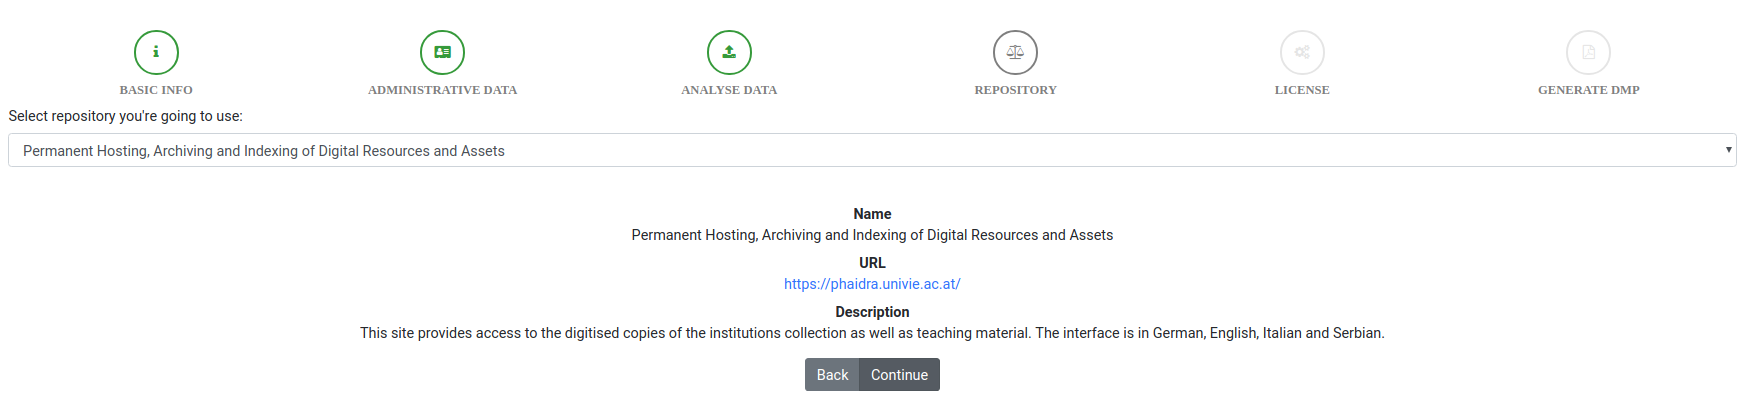 BASIC INFO
ADMINISTRATIVE DATA
ANALYSE DATA
REPOSITORY
LICENSE
GENERATE DMP
Select repository you're going to use:
Permanent Hosting, Archiving and Indexing of Digital Resources and Assets
Name
Permanent Hosting, Archiving and Indexing of Digital Resources and Assets
URL
https://phaidra.univie.ac.at/
Description
This site provides access to the digitised copies of the institutions collection as well as teaching material. The interface is in German, English, Italian and Serbian.
Back
Continue